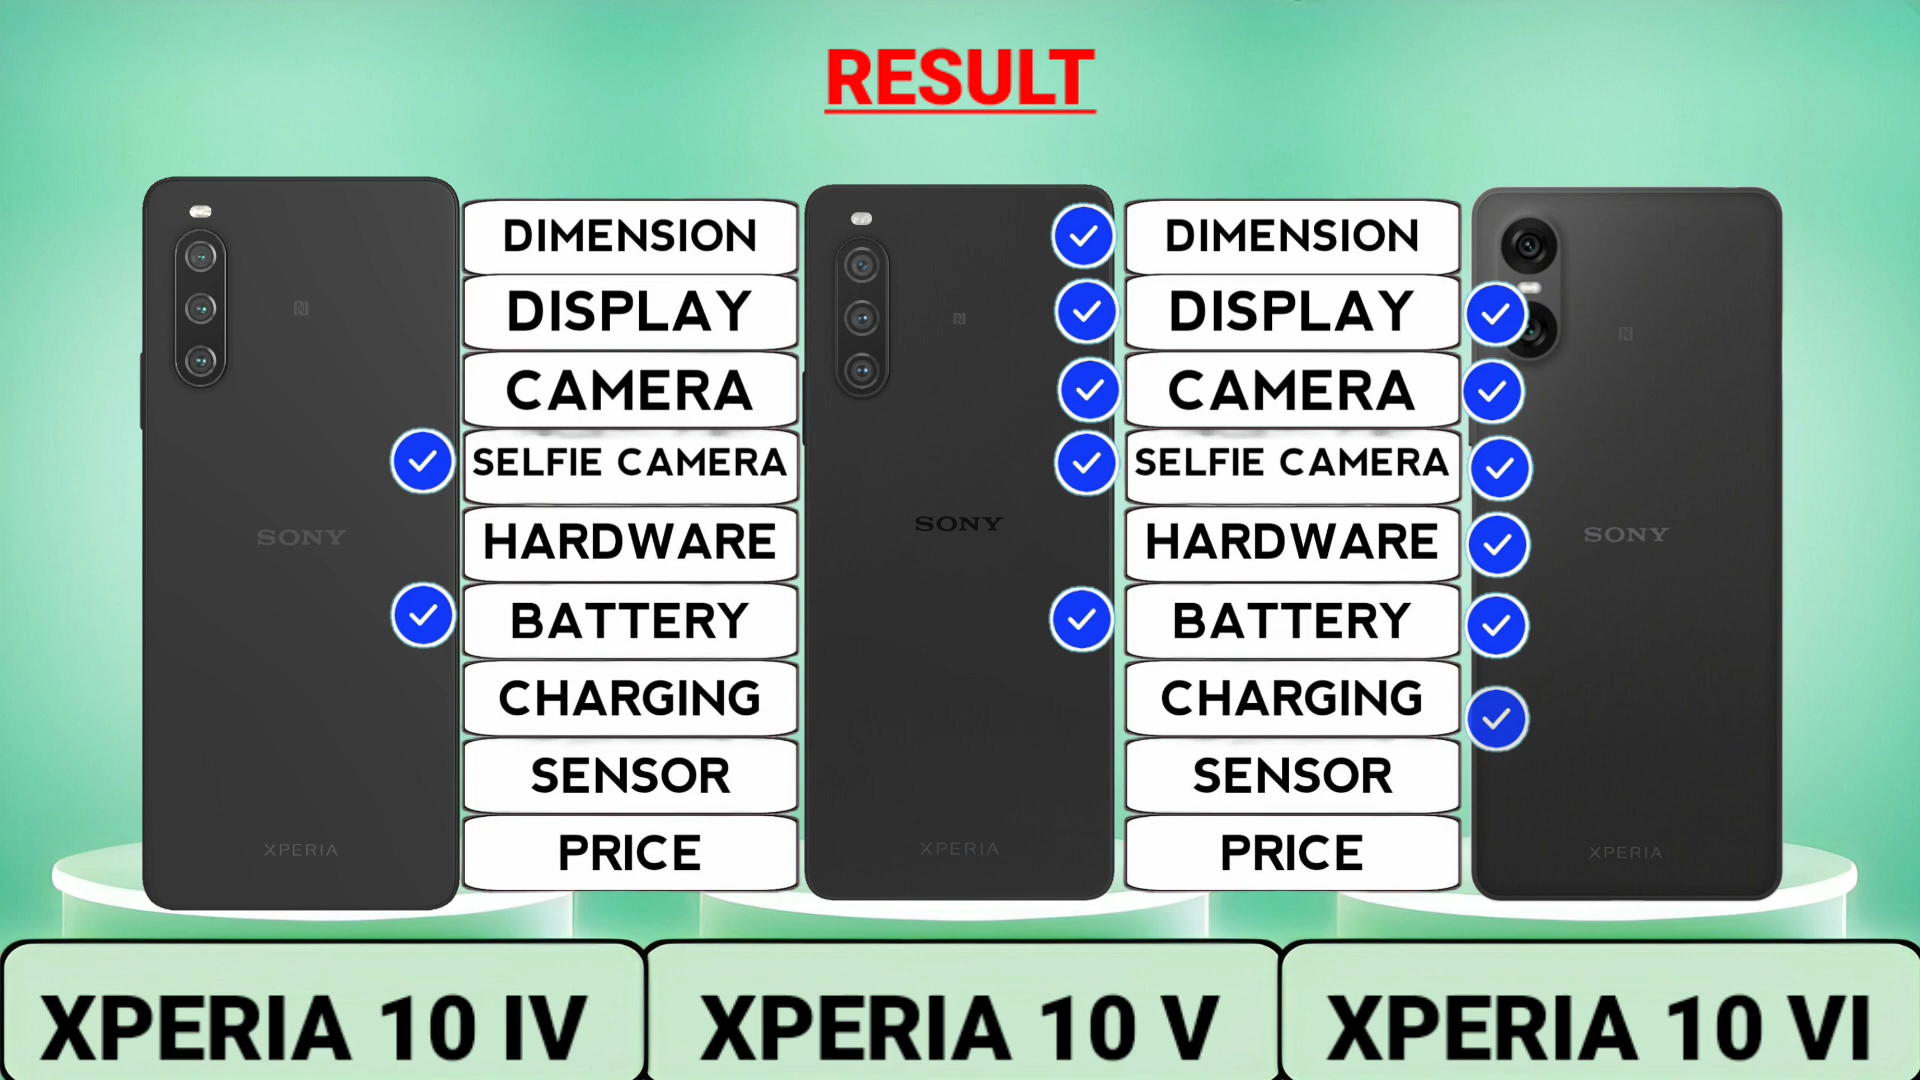 RESULT
DIMENSION
DISPLAY
CAMERA
SELFIE CAMERA
HARDWARE
BATTERY
CHARGING
SENSOR
PRICE
DIMENSION
DISPLAY
CAMERA
SELFIE CAMERA
HARDWARE
BATTERY
CHARGING
SENSOR
PRICE
SONY
XPERIA
SONY
XPERIA
SONY
XPERIA
XPERIA 10 IV
XPERIA 10 V
XPERIA 10 VI